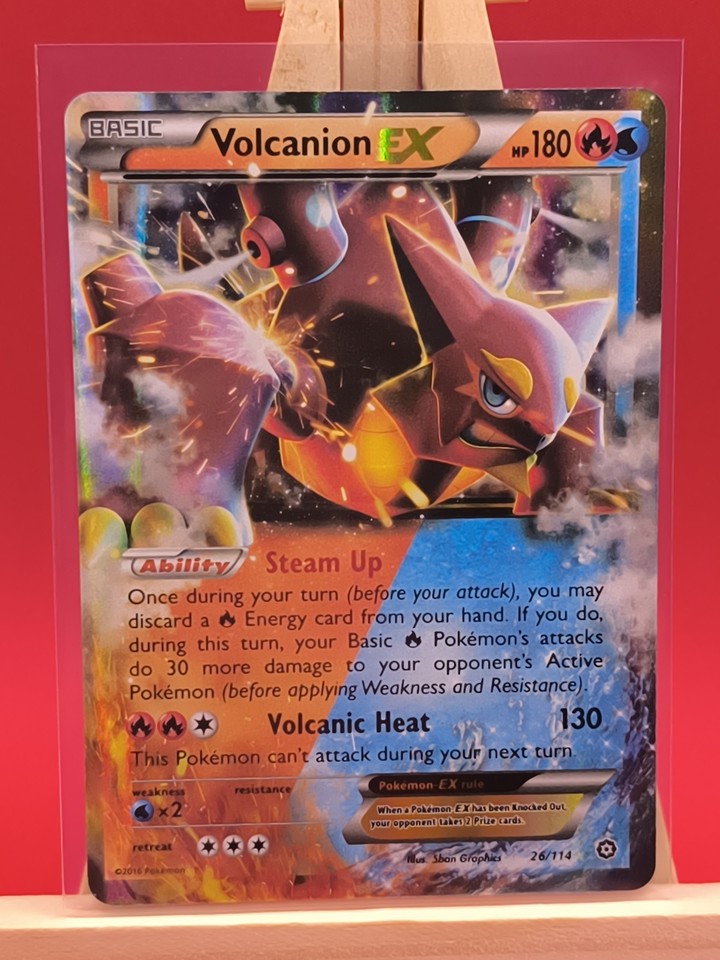 BASIC Volcanion EX HP 180
Ability Steam Up
Once during your turn (before your attack), you may
discard a Energy card from your hand. If you do,
during this turn, your Basic Pokémon's attacks
do 30 more damage to your opponent's Active
Pokémon (before applying Weakness and Resistance).
Volcanic Heat 130
This Pokémon can't attack during your next turn.
weakness resistance
×2
Pokémon-EX rule
When a Pokémon-EX has been Knocked Out,
your opponent takes 2 Prize cards.
retreat
Illus. 5ban Graphics 26/114
©2016 Pokémon